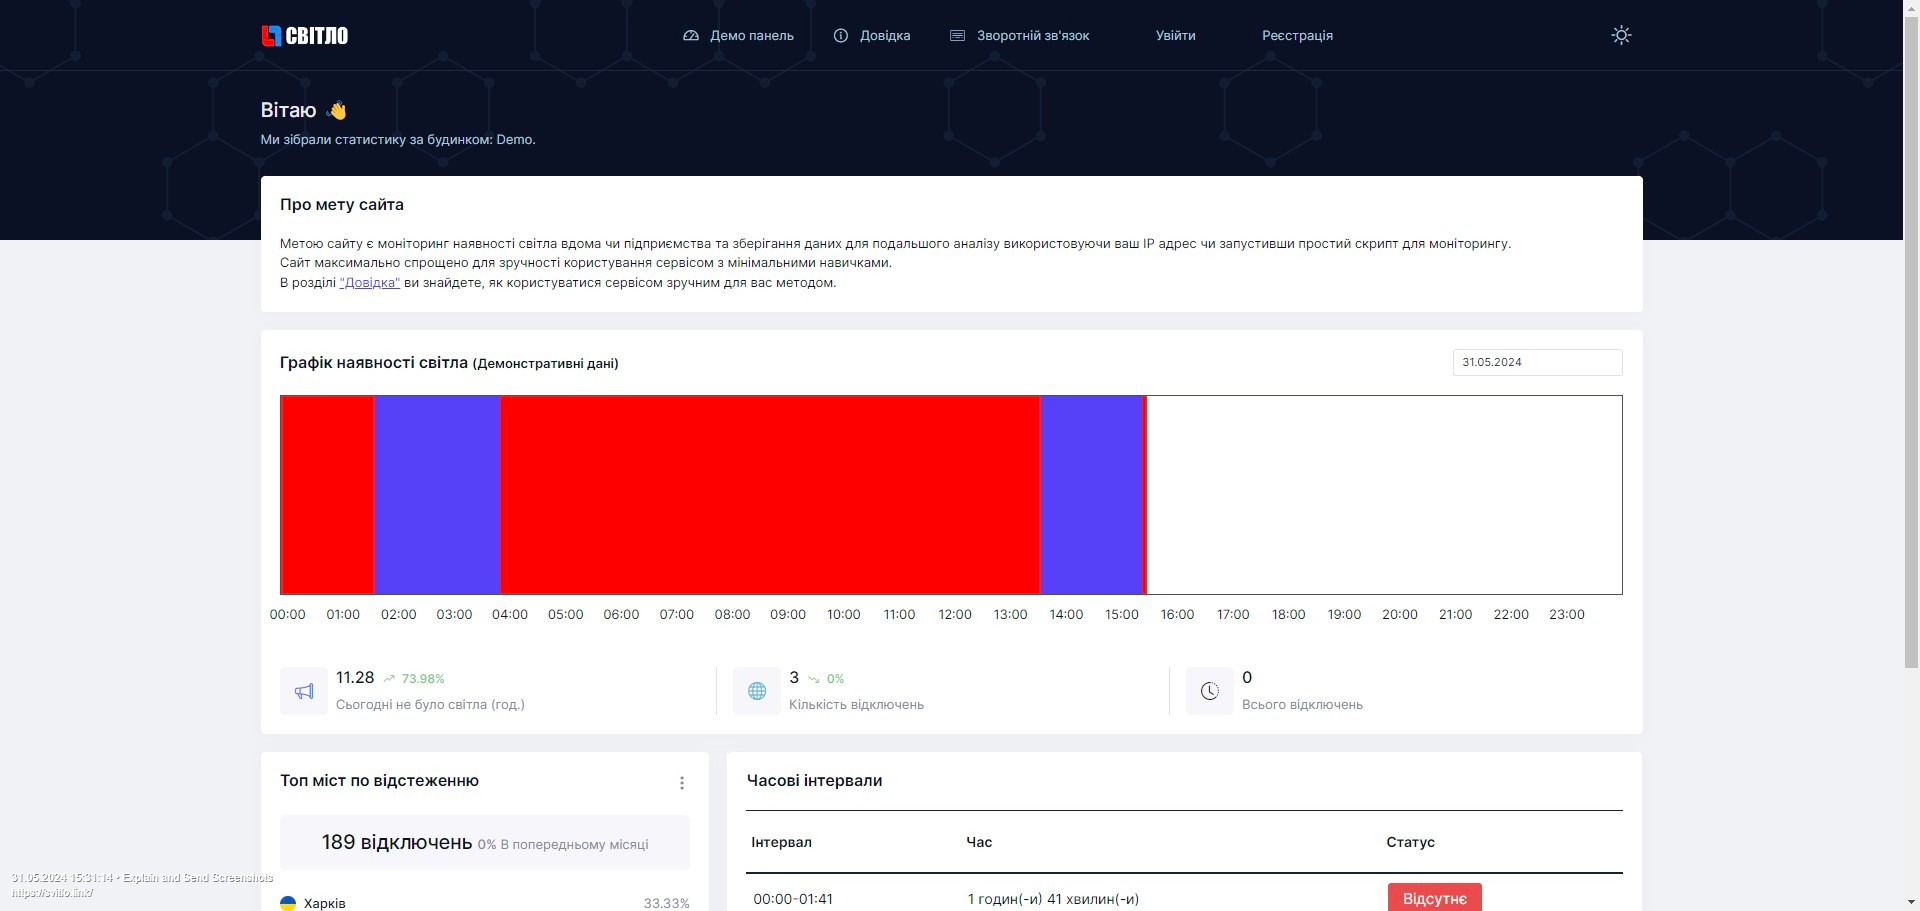 СВІТЛО
Демо панель
Довідка
Зворотній зв'язок
Увійти
Реєстрація
Вітаю 👋
Ми зібрали статистику за будинком: Demo.
Про мету сайта
Метою сайту є моніторинг наявності світла вдома чи підприємства та зберігання даних для подальшого аналізу використовуючи ваш IP адрес чи запустивши простий скрипт для моніторингу.
Сайт максимально спрощено для зручності користування сервісом з мінімальними навичками.
В розділі "Довідка" ви знайдете, як користуватися сервісом зручним для вас методом.
Графік наявності світла (Демонстративні дані)
31.05.2024
00:00 01:00 02:00 03:00 04:00 05:00 06:00 07:00 08:00 09:00 10:00 11:00 12:00 13:00 14:00 15:00 16:00 17:00 18:00 19:00 20:00 21:00 22:00 23:00
11.28 73.98%
Сьогодні не було світла (год.)
3 0%
Кількість відключень
0
Всього відключень
Топ міст по відстеженню
189 відключень 0% В попередньому місяці
Харків 33.33%
Часові інтервали
Інтервал Час Статус
00:00-01:41 1 годин(-и) 41 хвилин(-и) Відсутнє
31.05.2024 15:31:14 • Explain and Send Screenshots
https://svitlo.link/